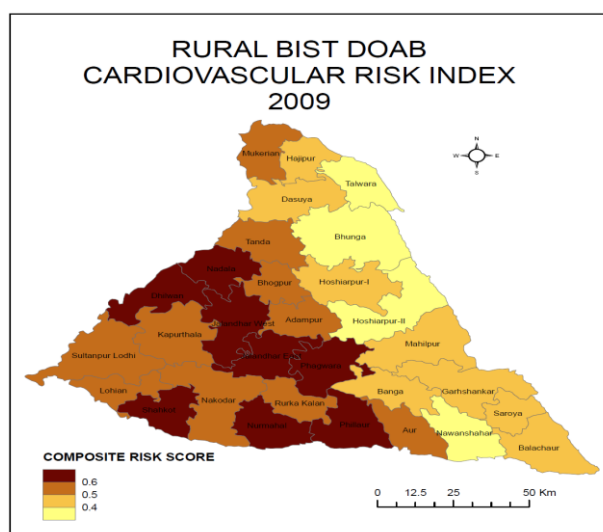 RURAL BIST DOAB
CARDIOVASCULAR RISK INDEX
2009
N
W E
S
Mukerian
Hajipur
Talwara
Dasuya
Bhunga
Tanda
Nadala
Hoshiarpur-I
Bhogpur
Dhilwan
Adampur
Hoshiarpur-II
Jalandhar West
Kapurthala
Mahilpur
Sultanpur Lodhi
Jalandhar East
Phagwara
Lohian
Nakodar
Banga
Garhshankar
Shahkot
Rurka Kalan
Saroya
Nurmahal
Philaur
Aur
Nawanshahar
Balachaur
COMPOSITE RISK SCORE
0.6
0.5
0.4
0 12.5 25 50 Km